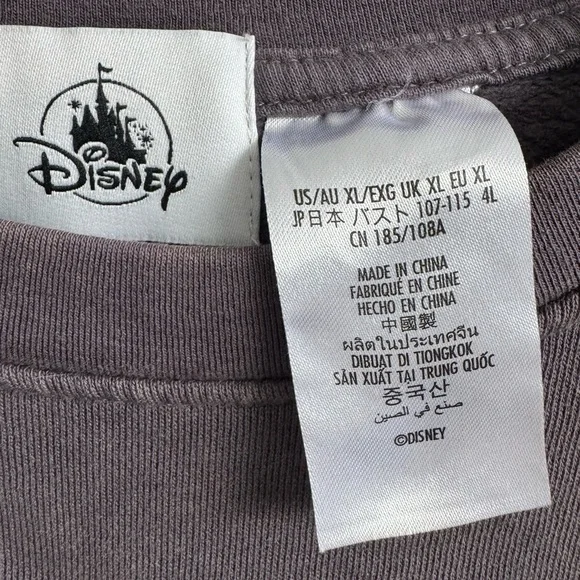 Disney
US/AU XL/EXG UK XL EU XL
JP日本 バスト 107-115 4L
CN 185/108A
MADE IN CHINA
FABRIQUÉ EN CHINE
HECHO EN CHINA
中國製
ผลิตในประเทศจีน
DIBUAT DI TIONGKOK
SẢN XUẤT TẠI TRUNG QUỐC
중국산
صنع في الصين
©DISNEY